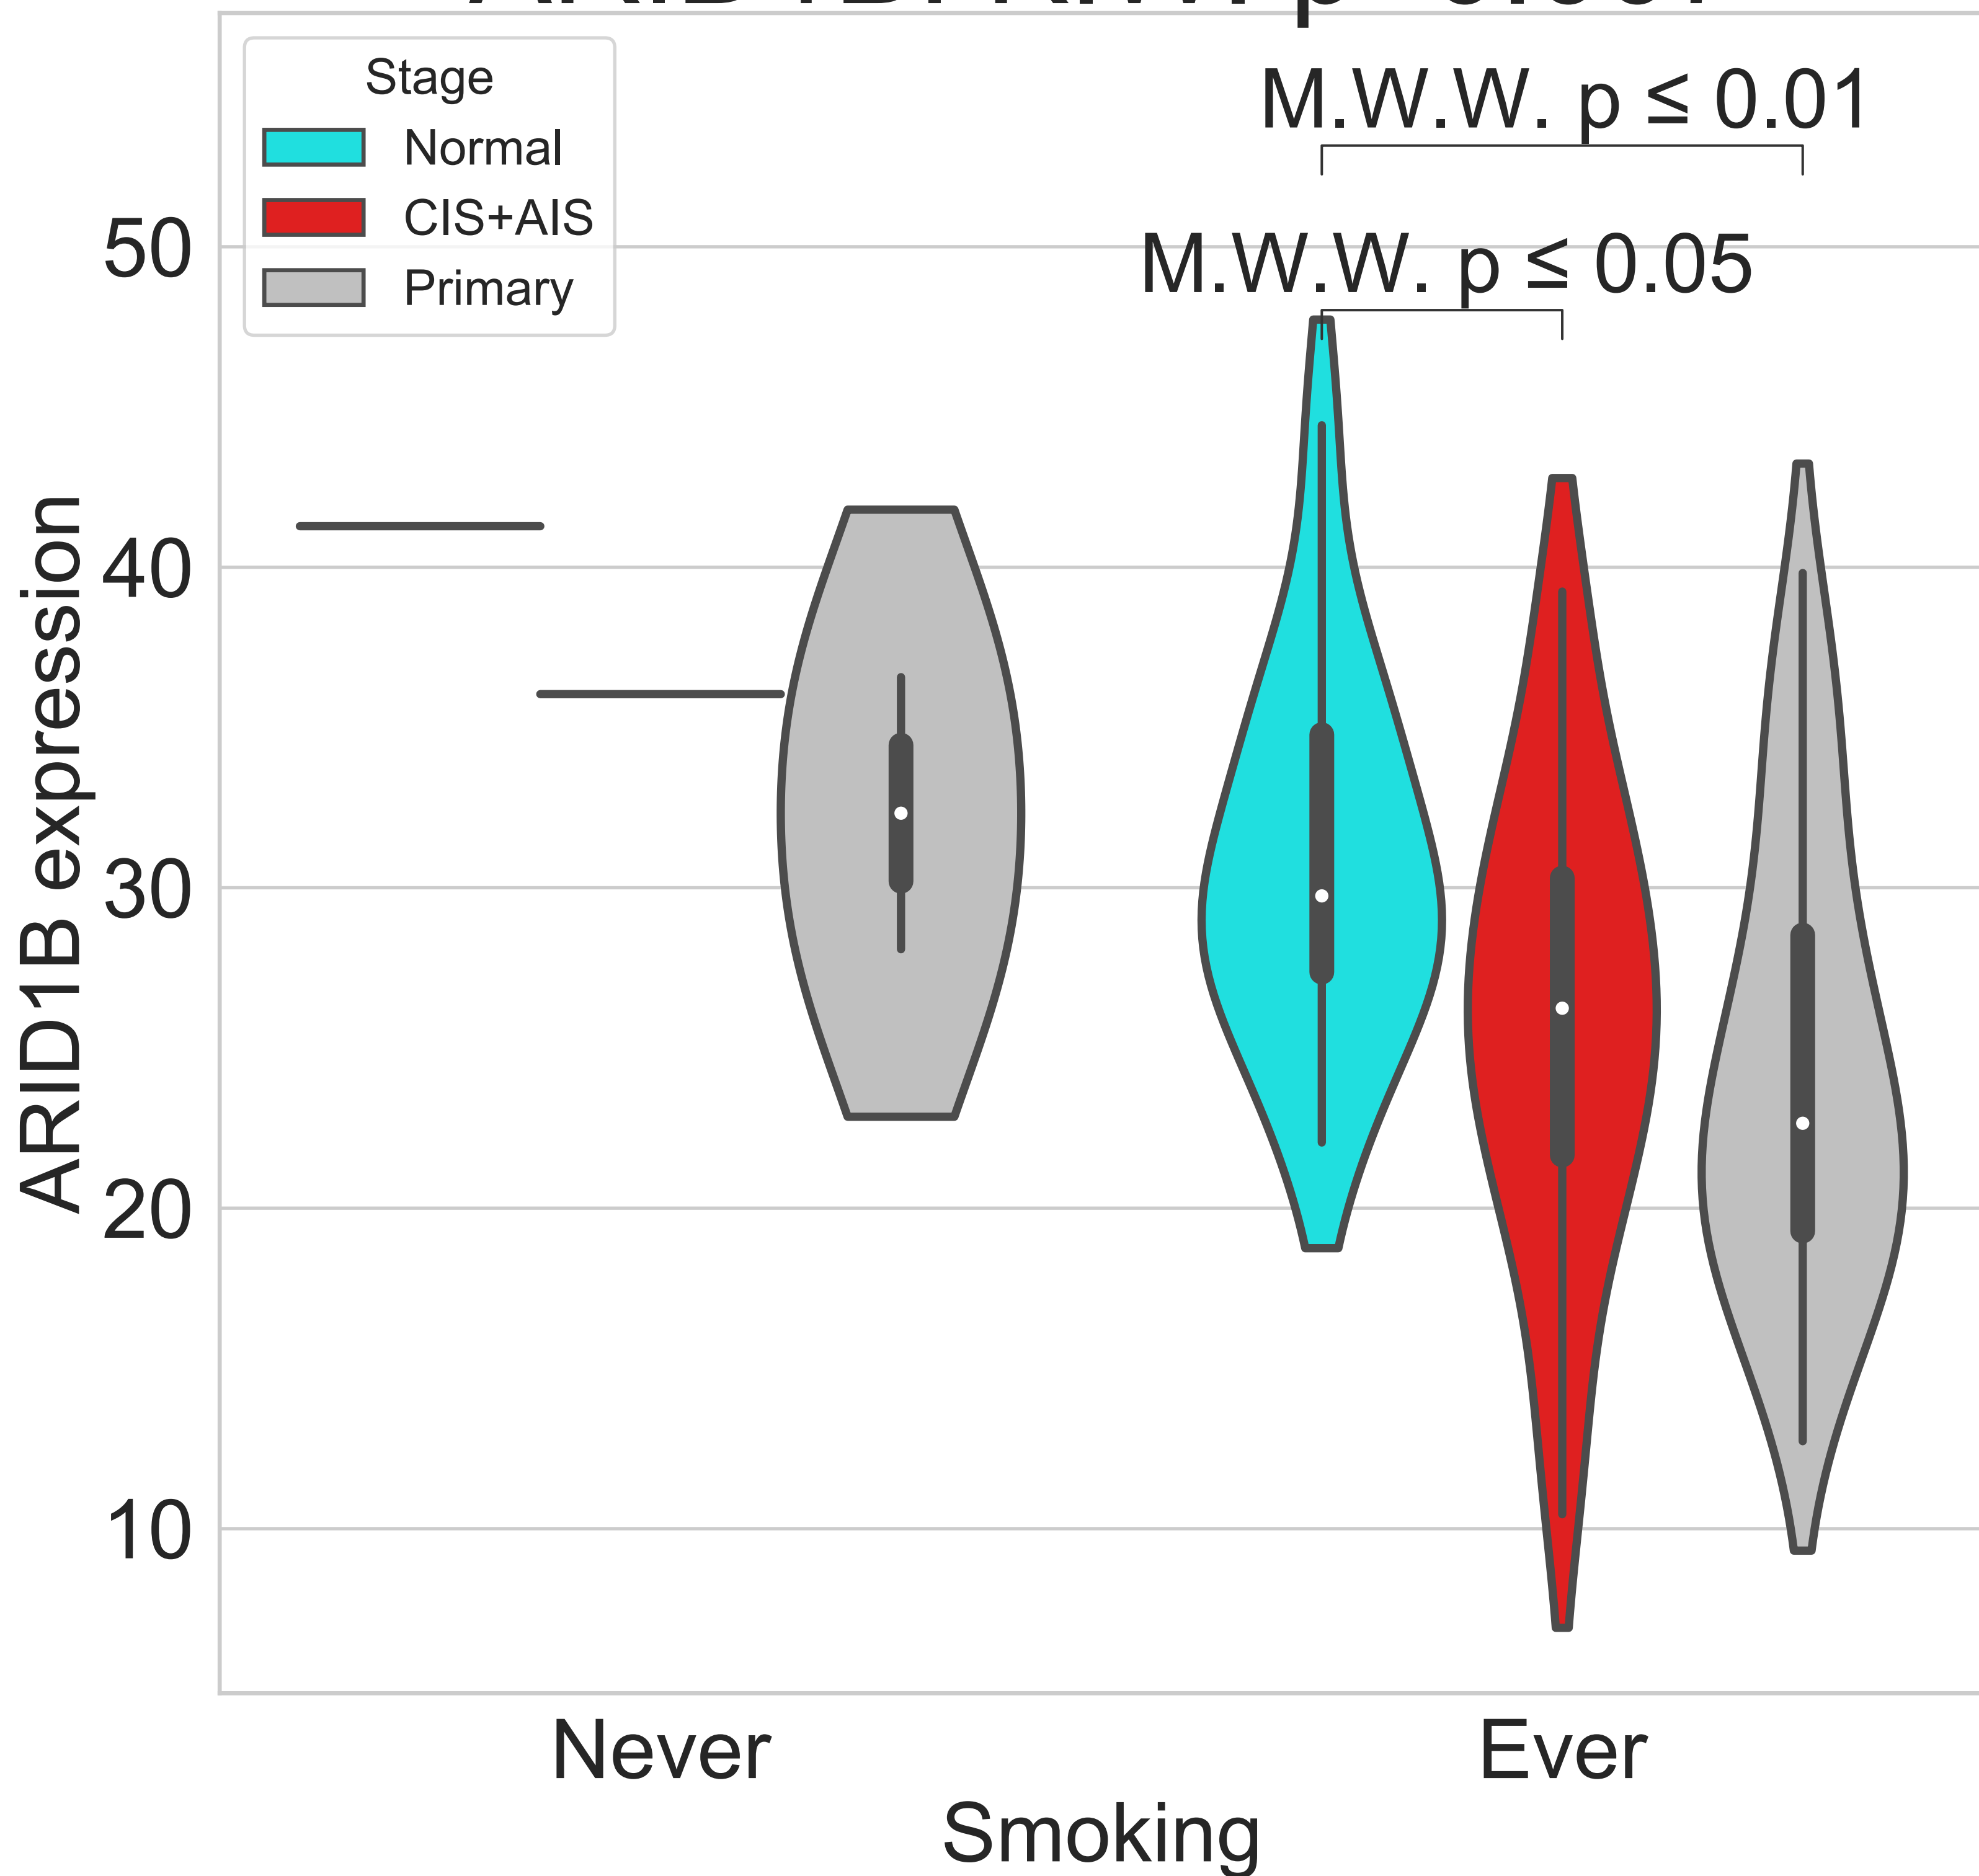 Stage
Normal
CIS+AIS
Primary
M.W.W. p ≤ 0.01
M.W.W. p ≤ 0.05
50
40
30
20
10
ARID1B expression
Never
Ever
Smoking